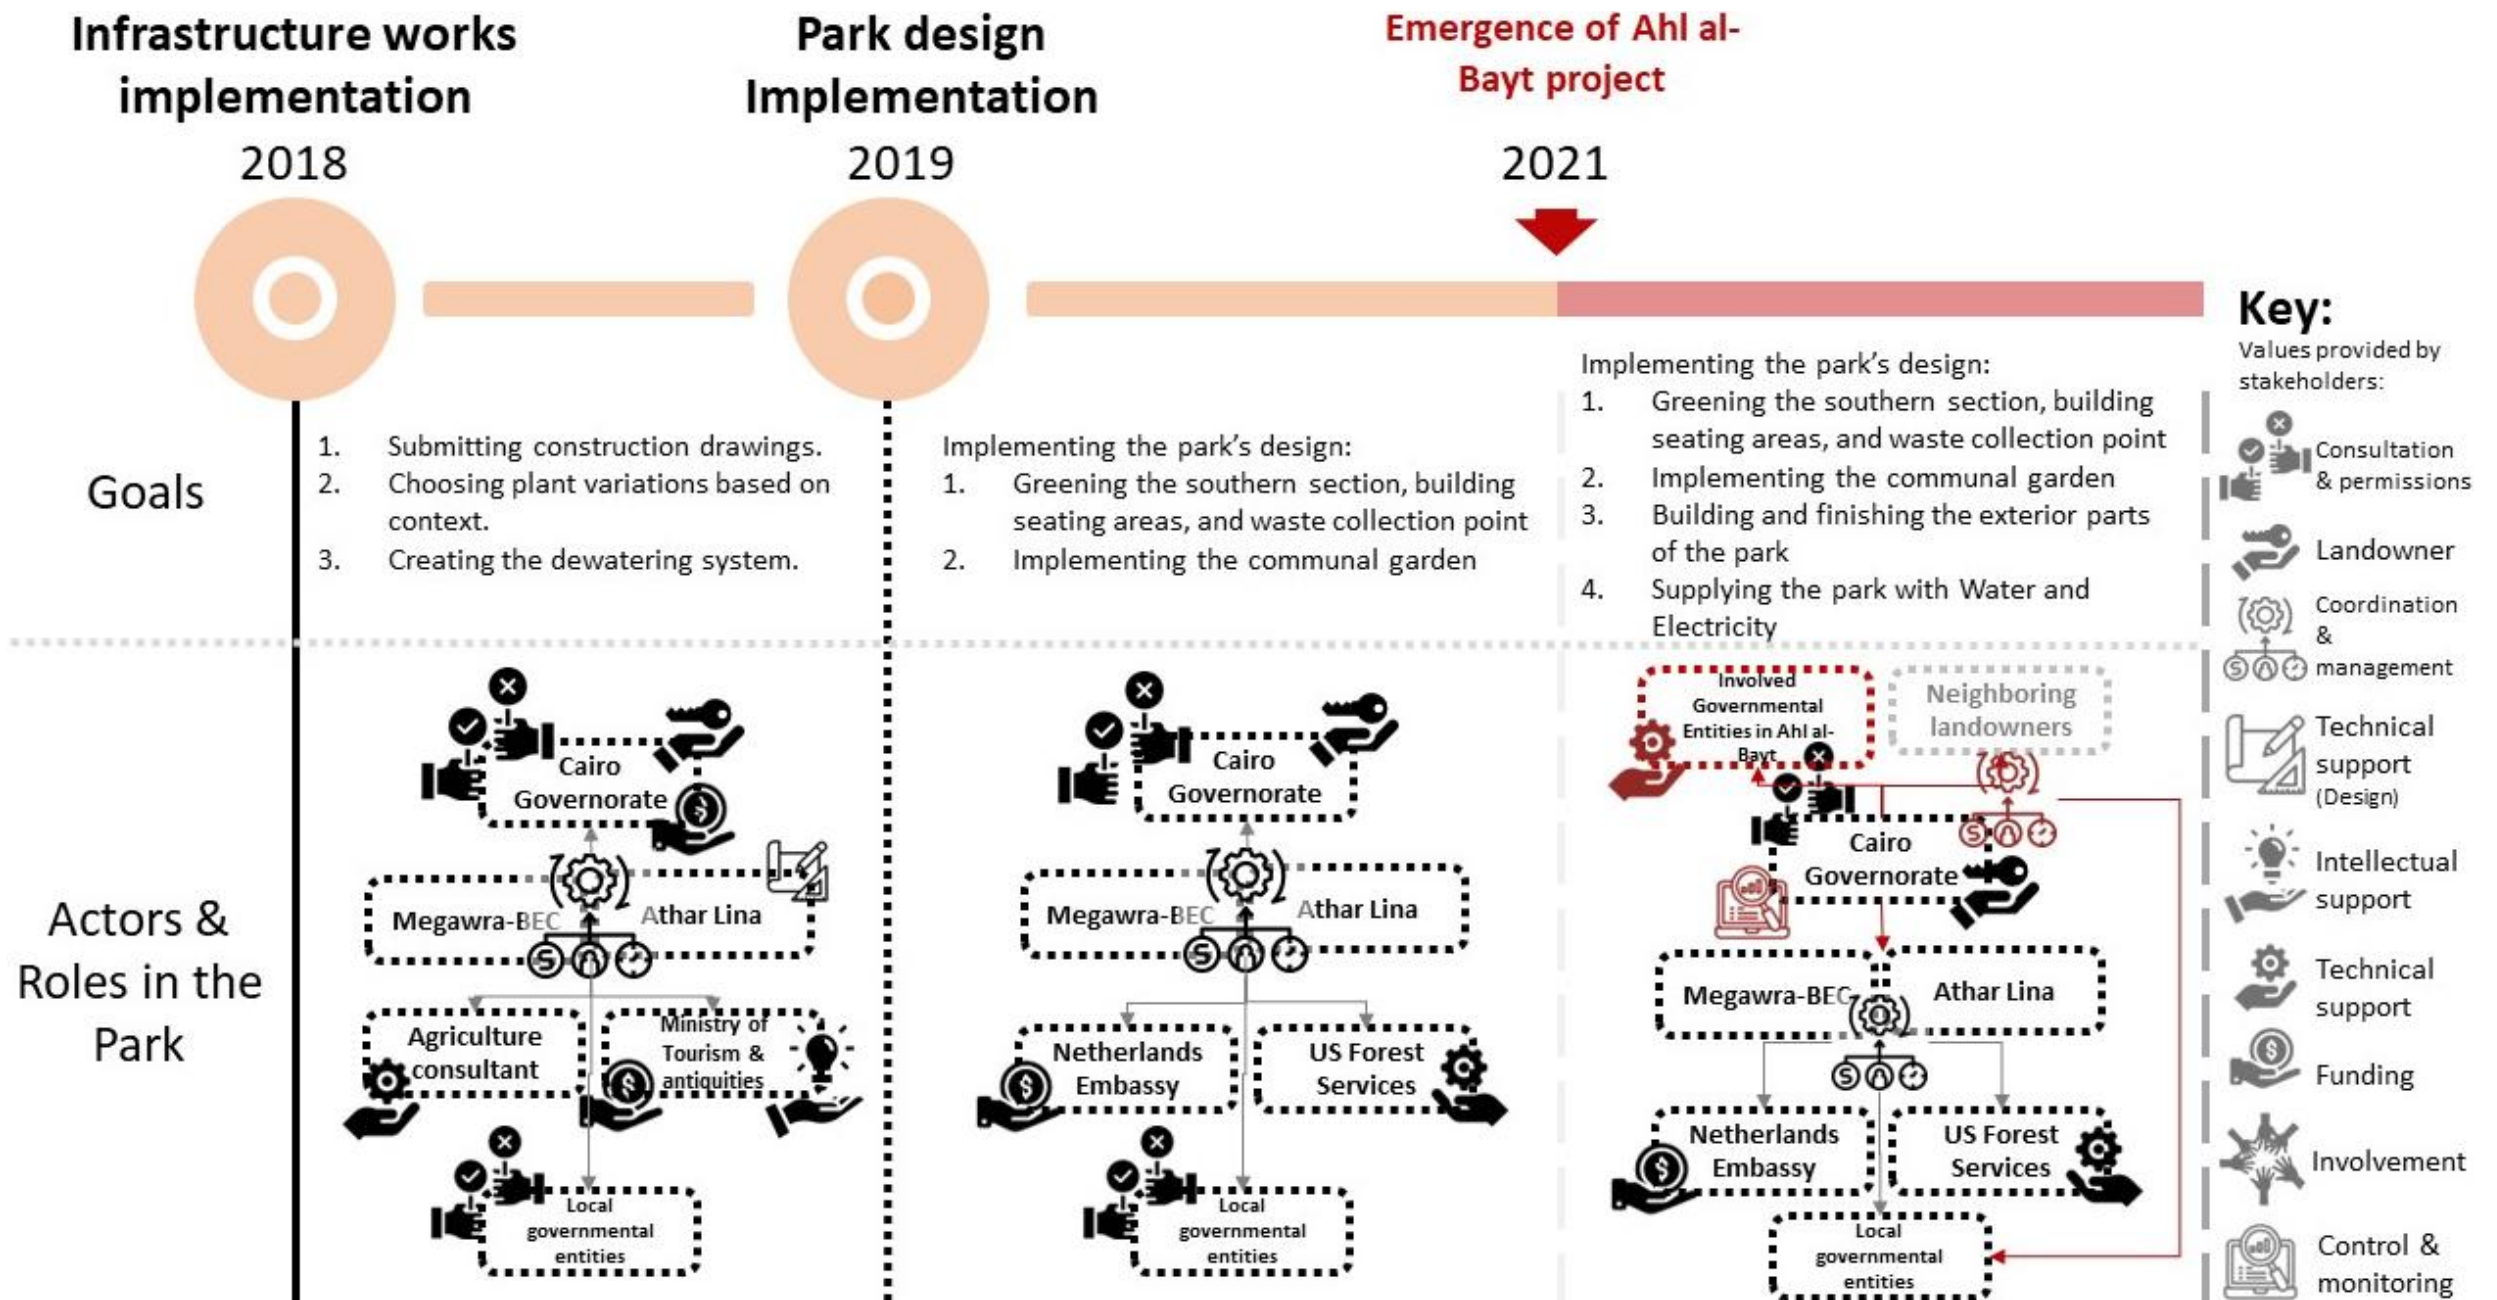 Infrastructure works
implementation
2018
Park design
Implementation
2019
Emergence of Ahl al-
Bayt project
2021
Goals
1. Submitting construction drawings.
2. Choosing plant variations based on
context.
3. Creating the dewatering system.
Implementing the park's design:
1. Greening the southern section, building
seating areas, and waste collection point
2. Implementing the communal garden
Implementing the park's design:
1. Greening the southern section, building
seating areas, and waste collection point
2. Implementing the communal garden
3. Building and finishing the exterior parts
of the park
4. Supplying the park with Water and
Electricity
Actors &
Roles in the
Park
Cairo
Governorate
Megawra-BEC
Athar Lina
Agriculture
consultant
Ministry of
Tourism &
antiquities
Local
governmental
entities
Cairo
Governorate
Megawra-BEC
Athar Lina
Netherlands
Embassy
US Forest
Services
Local
governmental
entities
Involved
Governmental
Entities in Ahl al-
Bayt
Neighboring
landowners
Cairo
Governorate
Megawra-BEC
Athar Lina
Netherlands
Embassy
US Forest
Services
Local
governmental
entities
Key:
Values provided by
stakeholders:
Consultation
& permissions
Landowner
Coordination
&
management
Technical
support
(Design)
Intellectual
support
Technical
support
Funding
Involvement
Control &
monitoring